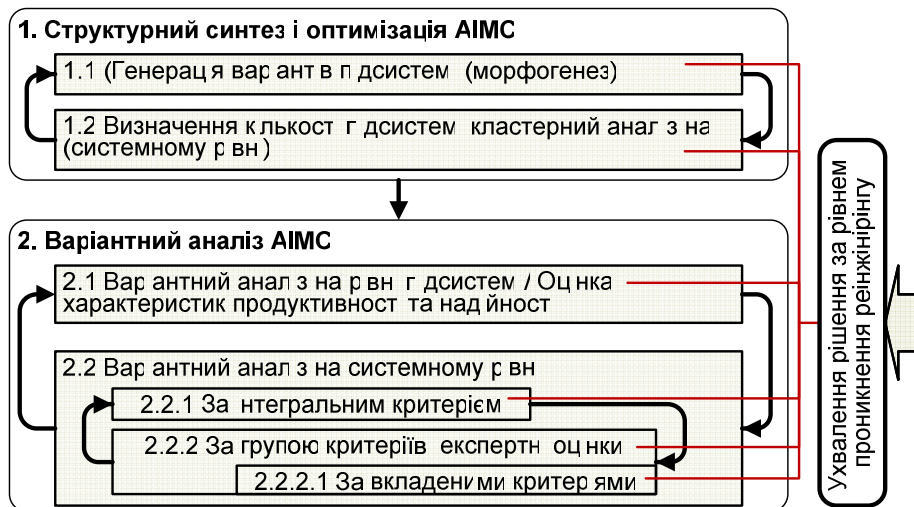 1. Структурний синтез і оптимізація АІМС
1.1 (Генерац я вар ант в п дсистем (морфогенез)
1.2 Визначення к лькост п дсистем кластерний анал з на
(системному р вн )
2. Варіантний аналіз АІМС
2.1 Вар антний анал з на р вн п дсистем / Оц нка
характеристик продуктивност та над йност
2.2 Вар антний анал з на системному р вн
2.2.1 За нтегральним критерієм
2.2.2 За групою критеріїв експертн оц нки
2.2.2.1 За вкладеними критер ями
Ухвалення рішення за рівнем
проникнення реінжінірінгу